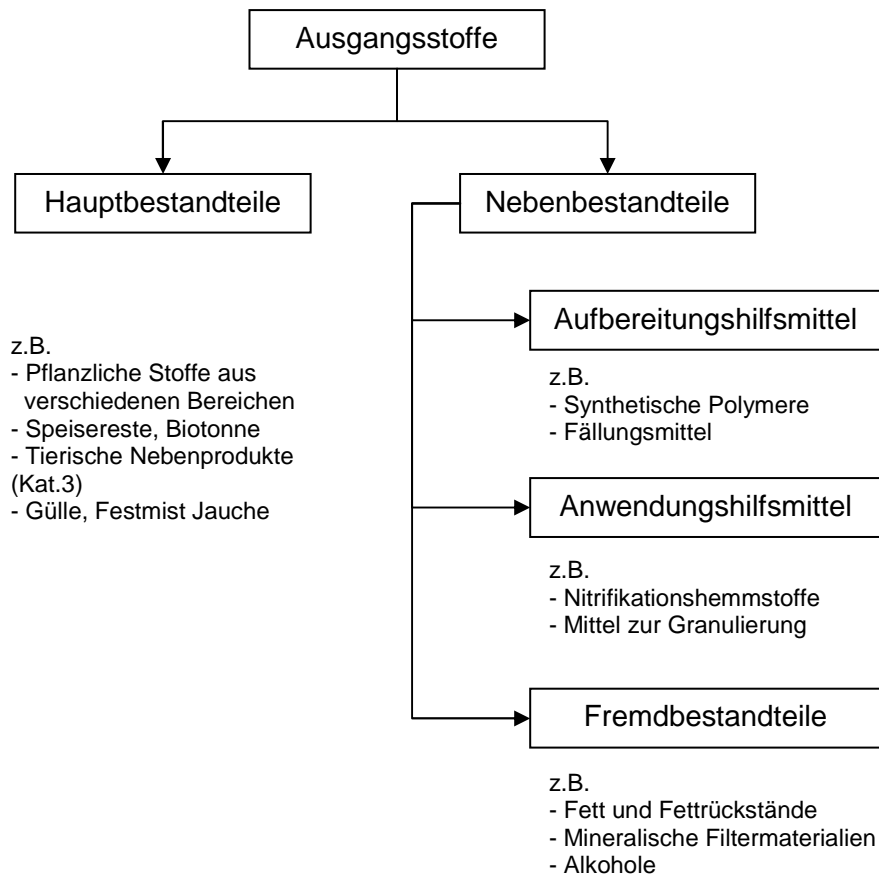 Ausgangsstoffe
Hauptbestandteile
z.B.
- Pflanzliche Stoffe aus
verschiedenen Bereichen
- Speisereste, Biotonne
- Tierische Nebenprodukte
(Kat.3)
- Gülle, Festmist Jauche
Nebenbestandteile
Aufbereitungshilfsmittel
z.B.
- Synthetische Polymere
- Fällungsmittel
Anwendungshilfsmittel
z.B.
- Nitrifikationshemmstoffe
- Mittel zur Granulierung
Fremdbestandteile
z.B.
- Fett und Fettrückstände
- Mineralische Filtermaterialien
- Alkohole